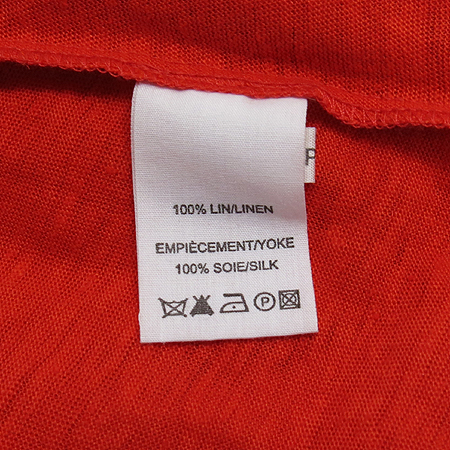 P
100% LIN/LINEN
EMPIÈCEMENT/YOKE
100% SOIE/SILK
P